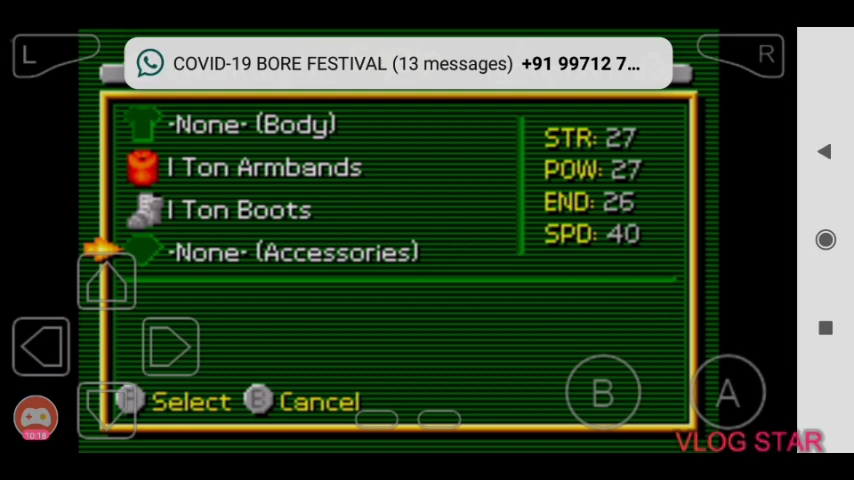 L
COVID-19 BORE FESTIVAL (13 messages) +91 99712 7...
R
-None- (Body)
1 Ton Armbands
1 Ton Boots
-None- (Accessories)
STR: 27
POW: 27
END: 26
SPD: 40
Select B Cancel
B
A
10:18
VLOG STAR